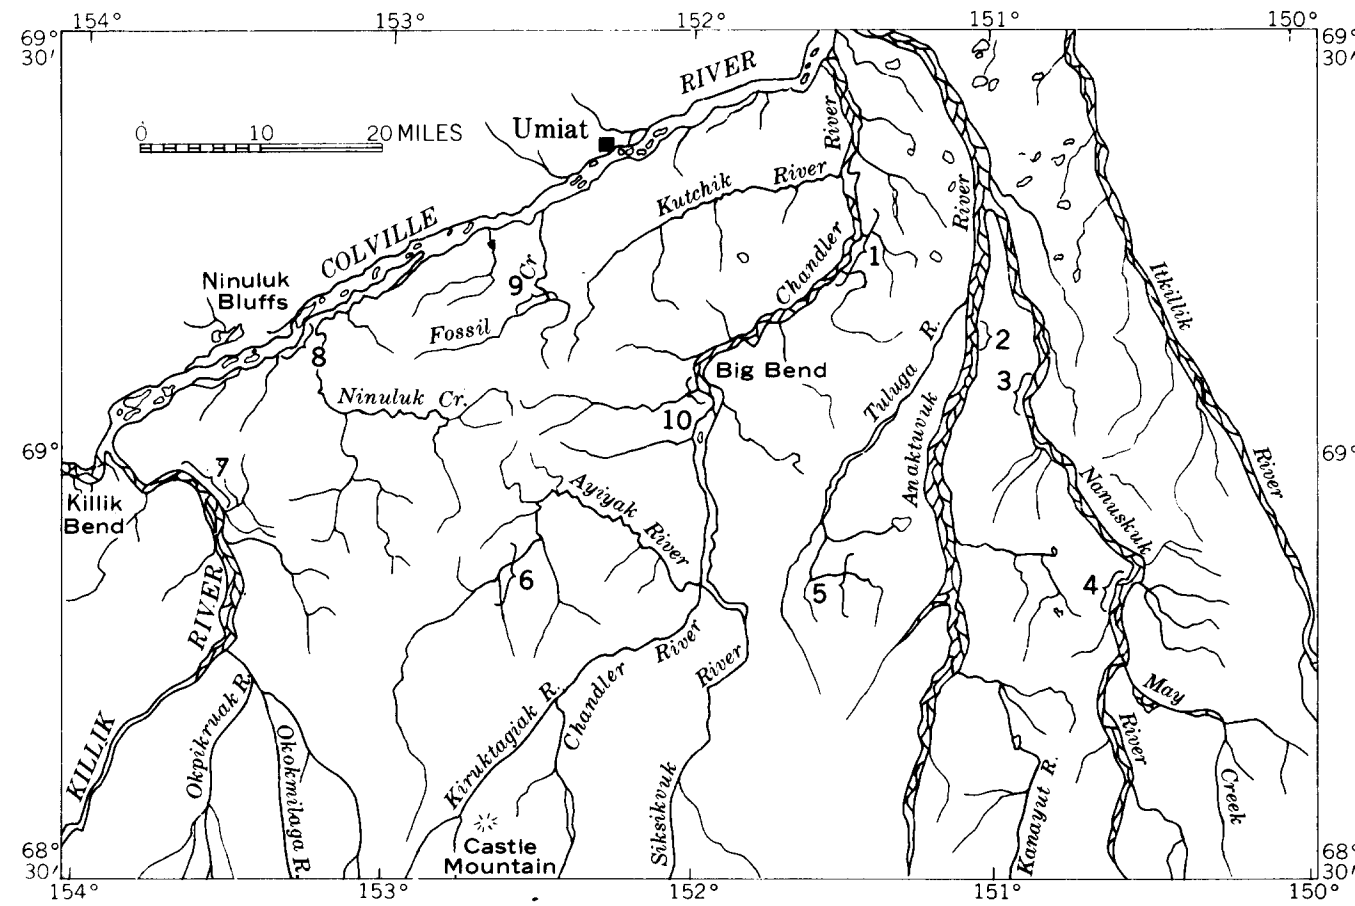 154° 153° 152° 151° 150°
69° 30′
69° 30′
RIVER
0 10 20 MILES
Umiat
River
Kutchik River
River
COLVILLE
Chandler
1
Ninuluk
Bluffs
9
Cr
Itkillik
Fossil
R.
2
8
Big Bend
3
Ninuluk Cr.
Tuluga
10
Anaktuvuk
69°
69°
7
River
Killik
Bend
Ayiyak River
Nanushuk
6
5
4
RIVER
River
River
May
Okpikruak R.
Kiruktagiak R.
Chandler
River
KILLIK
Okokmilaga R.
Siksikvuk
Kanayut R.
Creek
Castle
Mountain
68° 30′
68° 30′
154° 153° 152° 151° 150°